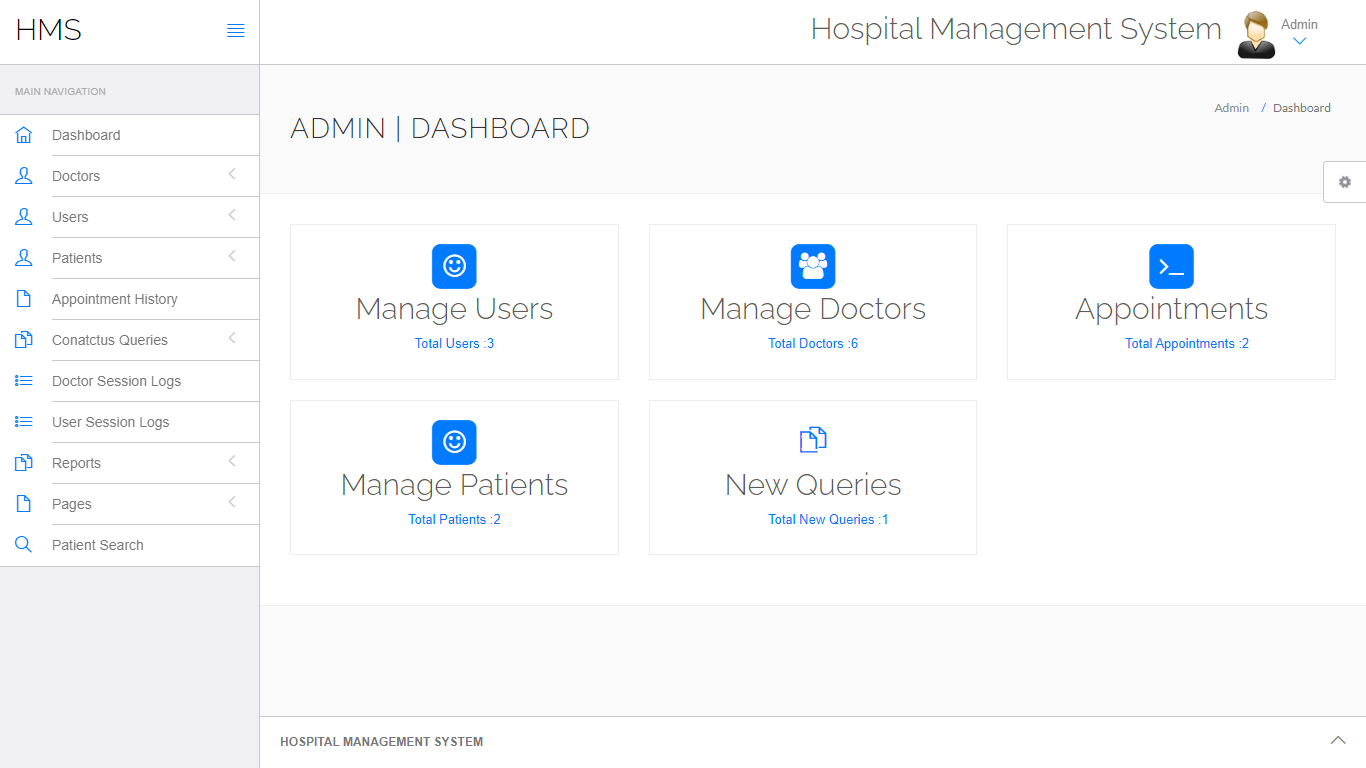 HMS
Hospital Management System
Admin
MAIN NAVIGATION
Dashboard
Doctors
Users
Patients
Appointment History
Conatctus Queries
Doctor Session Logs
User Session Logs
Reports
Pages
Patient Search
ADMIN | DASHBOARD
Admin / Dashboard
Manage Users
Total Users :3
Manage Doctors
Total Doctors :6
Appointments
Total Appointments :2
Manage Patients
Total Patients :2
New Queries
Total New Queries :1
HOSPITAL MANAGEMENT SYSTEM